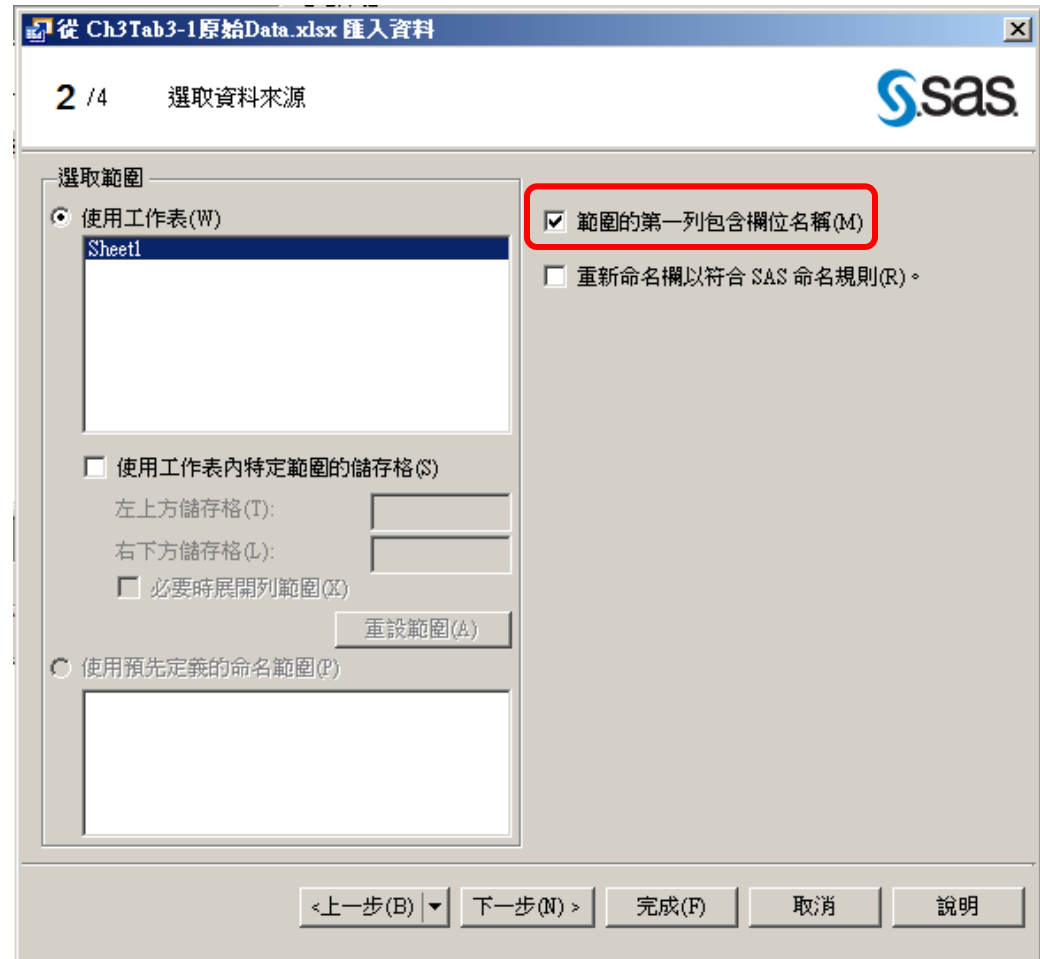 從 Ch3Tab3-1原始Data.xlsx 匯入資料
2 /4 選取資料來源
sas
選取範圍
使用工作表(W)
Sheet1
範圍的第一列包含欄位名稱(M)
重新命名欄以符合 SAS 命名規則(R)。
使用工作表內特定範圍的儲存格(S)
左上方儲存格(T):
右下方儲存格(L):
必要時展開列範圍(X)
重設範圍(A)
使用預先定義的命名範圍(P)
<上一步(B) 下一步(N) > 完成(F) 取消 說明